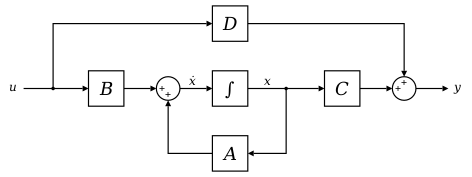 D
u B + + ẋ ∫ x C + + y
A